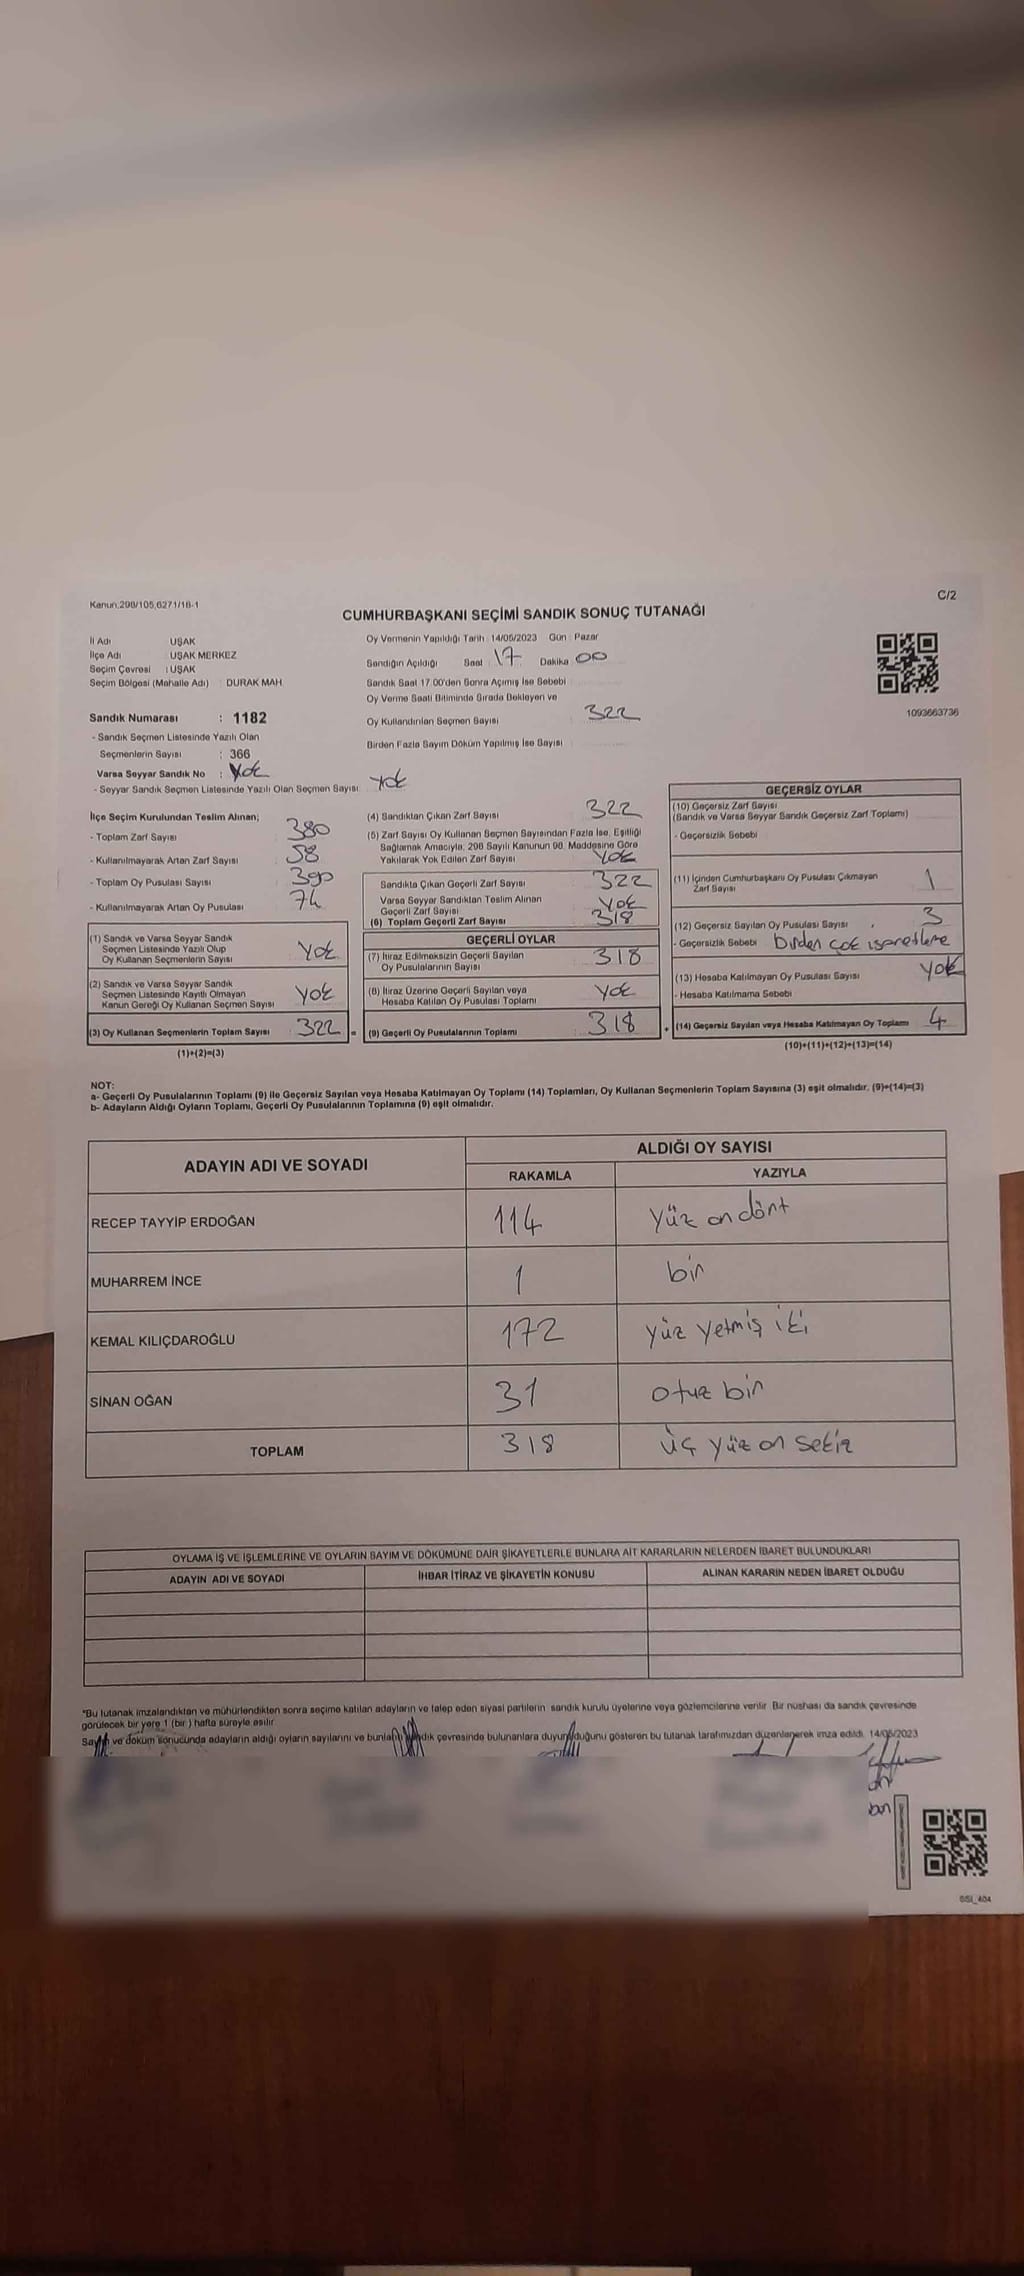 Kanun.298/105,6271/18-1
C/2
CUMHURBAŞKANI SEÇİMİ SANDIK SONUÇ TUTANAĞI
İl Adı UŞAK
İlçe Adı UŞAK MERKEZ
Seçim Çevresi : UŞAK
Seçim Bölgesi (Mahalle Adı) : DURAK MAH
Sandık Numarası : 1182
- Sandık Seçmen Listesinde Yazılı Olan
Seçmenlerin Sayısı : 366
Varsa Seyyar Sandık No : Yok
- Seyyar Sandık Seçmen Listesinde Yazılı Olan Seçmen Sayısı: yok
Oy Vermenin Yapıldığı Tarih : 14/05/2023 Gün : Pazar
Sandığın Açıldığı Saat : 17 Dakika 00
Sandık Saat 17.00'den Sonra Açımış İse Sebebi :
Oy Verme Saati Bitiminde Sırada Bekleyen ve
Oy Kullandırılan Seçmen Sayısı : 322
Birden Fazla Sayım Döküm Yapılmış İse Sayısı :
1093663736
İlçe Seçim Kurulundan Teslim Alınan;
- Toplam Zarf Sayısı : 380
- Kullanılmayarak Artan Zarf Sayısı : 58
- Toplam Oy Pusulası Sayısı : 390
- Kullanılmayarak Artan Oy Pusulası : 74
(1) Sandık ve Varsa Seyyar Sandık
Seçmen Listesinde Yazılı Olup
Oy Kullanan Seçmenlerin Sayısı Yok
(2) Sandık ve Varsa Seyyar Sandık
Seçmen Listesinde Kayıtlı Olmayan
Kanun Gereği Oy Kullanan Seçmen Sayısı yok
(3) Oy Kullanan Seçmenlerin Toplam Sayısı 322 =
(1)+(2)=(3)
(4) Sandıktan Çıkan Zarf Sayısı : 322
(5) Zarf Sayısı Oy Kullanan Seçmen Sayısından Fazla İse, Eşitliği
Sağlamak Amacıyla, 298 Sayılı Kanunun 98. Maddesine Göre
Yakılarak Yok Edilen Zarf Sayısı : yok
Sandıkta Çıkan Geçerli Zarf Sayısı : 322
Varsa Seyyar Sandıktan Teslim Alınan
Geçerli Zarf Sayısı : yok
(6) Toplam Geçerli Zarf Sayısı : 318
GEÇERLİ OYLAR
(7) İtiraz Edilmeksizin Geçerli Sayılan
Oy Pusulalarının Sayısı : 318
(8) İtiraz Üzerine Geçerli Sayılan veya
Hesaba Katılan Oy Pusulası Toplamı : yok
(9) Geçerli Oy Pusulalarının Toplamı : 318 +
GEÇERSİZ OYLAR
(10) Geçersiz Zarf Sayısı
(Sandık ve Varsa Seyyar Sandık Geçersiz Zarf Toplamı)
- Geçersizlik Sebebi :
(11) İçinden Cumhurbaşkanı Oy Pusulası Çıkmayan
Zarf Sayısı 1
(12) Geçersiz Sayılan Oy Pusulası Sayısı : 3
- Geçersizlik Sebebi birden çok işaretleme
(13) Hesaba Katılmayan Oy Pusulası Sayısı yok
- Hesaba Katılmama Sebebi
(14) Geçersiz Sayılan veya Hesaba Katılmayan Oy Toplamı 4
(10)+(11)+(12)+(13)=(14)
NOT:
a- Geçerli Oy Pusulalarının Toplamı (9) ile Geçersiz Sayılan veya Hesaba Katılmayan Oy Toplamı (14) Toplamları, Oy Kullanan Seçmenlerin Toplam Sayısına (3) eşit olmalıdır. (9)+(14)=(3)
b- Adayların Aldığı Oyların Toplamı, Geçerli Oy Pusulalarının Toplamına (9) eşit olmalıdır.
ADAYIN ADI VE SOYADI ALDIĞI OY SAYISI
RAKAMLA YAZIYLA
RECEP TAYYİP ERDOĞAN 114 yüz on dört
MUHARREM İNCE 1 bir
KEMAL KILIÇDAROĞLU 172 yüz yetmiş iki
SİNAN OĞAN 31 otuz bir
TOPLAM 318 üç yüz on sekiz
OYLAMA İŞ VE İŞLEMLERİNE VE OYLARIN SAYIM VE DÖKÜMÜNE DAİR ŞİKAYETLERLE BUNLARA AİT KARARLARIN NELERDEN İBARET BULUNDUKLARI
ADAYIN ADI VE SOYADI İHBAR İTİRAZ VE ŞİKAYETİN KONUSU ALINAN KARARIN NEDEN İBARET OLDUĞU
*Bu tutanak imzalandıktan ve mühürlendikten sonra seçime katılan adayların ve talep eden siyasi partilerin sandık kurulu üyelerine veya gözlemcilerine verilir. Bir nüshası da sandık çevresinde
görülecek bir yere 1 (bir ) hafta süreyle asılır
Sayım ve döküm sonucunda adayların aldığı oyların sayılarını ve sandık çevresinde bulunanlara duyurulduğunu gösteren bu tutanak tarafımızdan düzenlenerek imza edildi. 14/05/2023